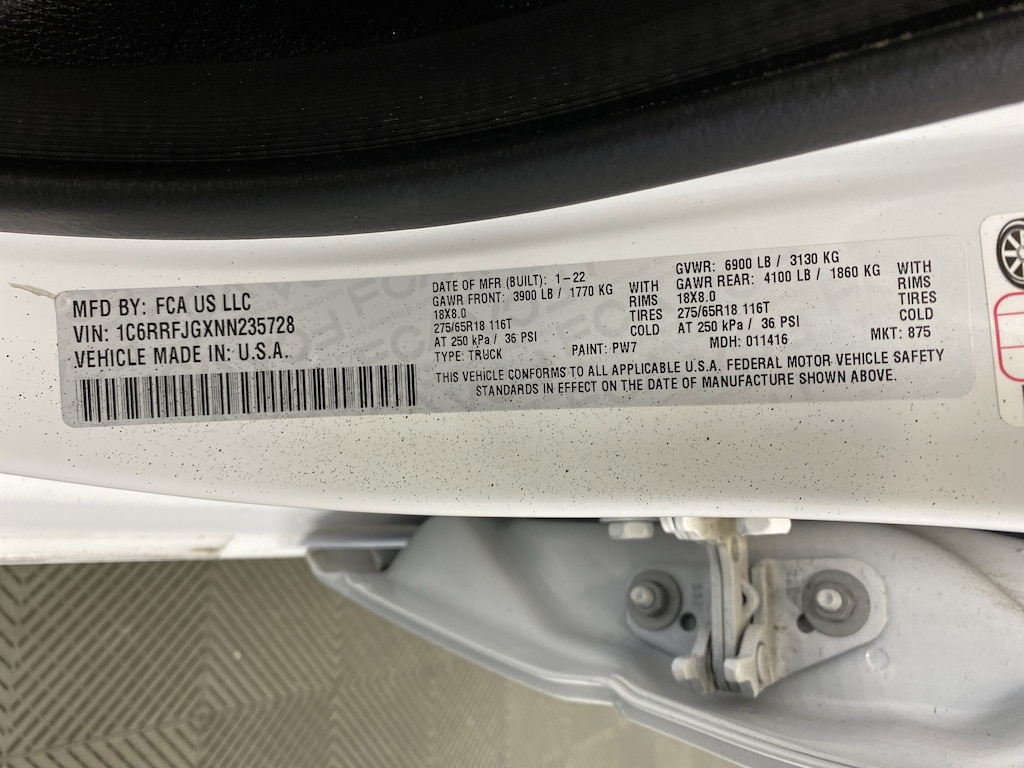 MFD BY: FCA US LLC
VIN: 1C6RRFJGXNN235728
VEHICLE MADE IN: U.S.A.
DATE OF MFR (BUILT): 1-22 GVWR: 6900 LB / 3130 KG
GAWR FRONT: 3900 LB / 1770 KG WITH GAWR REAR: 4100 LB / 1860 KG WITH
18X8.0 RIMS 18X8.0 RIMS
275/65R18 116T TIRES 275/65R18 116T TIRES
AT 250 kPa / 36 PSI COLD AT 250 kPa / 36 PSI COLD
TYPE: TRUCK PAINT: PW7 MDH: 011416 MKT: 875
THIS VEHICLE CONFORMS TO ALL APPLICABLE U.S.A. FEDERAL MOTOR VEHICLE SAFETY
STANDARDS IN EFFECT ON THE DATE OF MANUFACTURE SHOWN ABOVE.